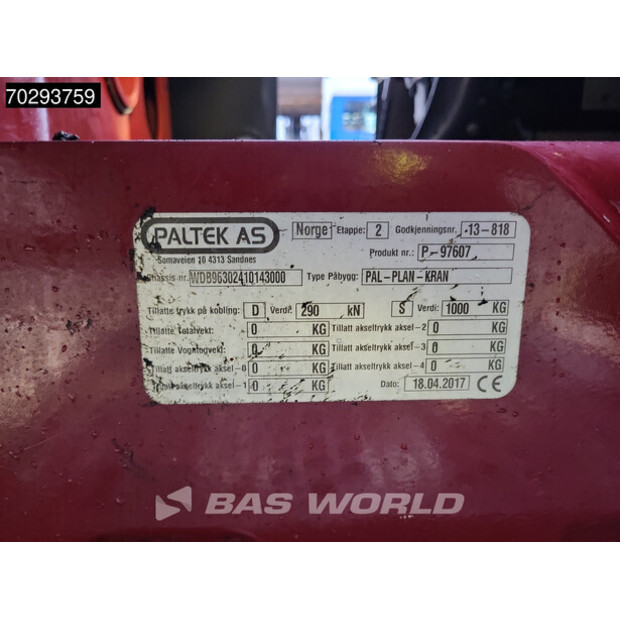 70293759
PALTEK AS Norge Etappe: 2 Godkjenningsnr. -13-818
Somaveien 10 4313 Sandnes Produkt nr.: P-97607
Chassis nr. WDB96302410143000 Type Påbygg: PAL-PLAN-KRAN
Tillatte trykk på kobling: D Verdi: 290 kN S Verdi: 1000 KG
Tillatte Totalvekt: 0 KG Tillatt akseltrykk aksel-2 0 KG
Tillatte Vogntogvekt: 0 KG Tillatt akseltrykk aksel-3 0 KG
Tillatt akseltrykk aksel-0 0 KG Tillatt akseltrykk aksel-4 0 KG
Tillatt akseltrykk aksel-1 0 KG Dato: 18.04.2017 CE
BAS WORLD